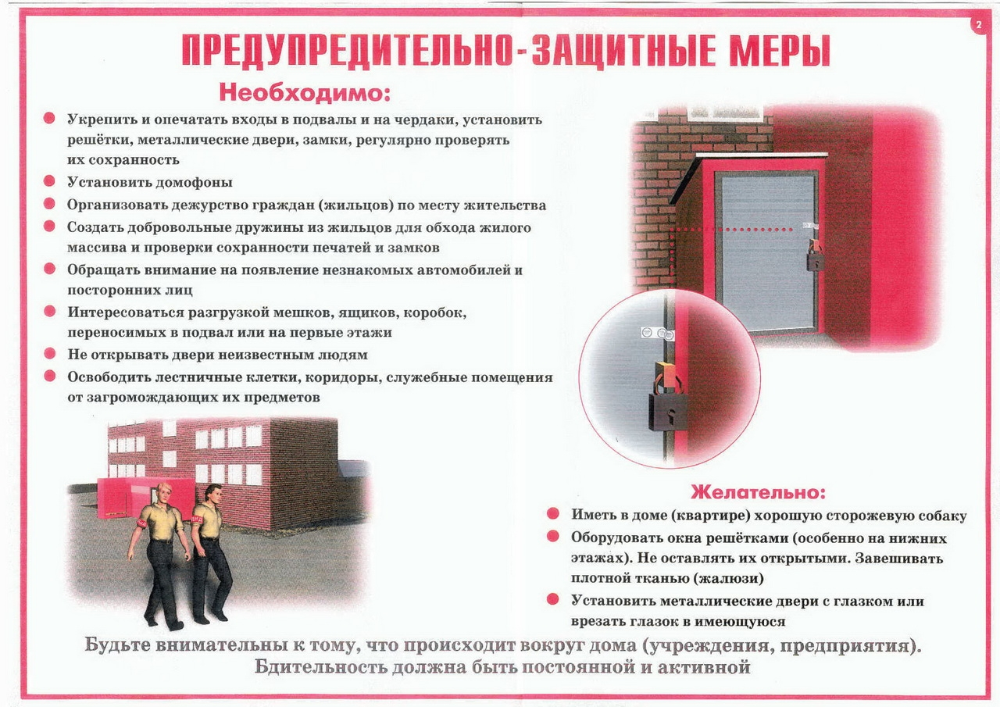 2
ПРЕДУПРЕДИТЕЛЬНО-ЗАЩИТНЫЕ МЕРЫ
Необходимо:
Укрепить и опечатать входы в подвалы и на чердаки, установить
решётки, металлические двери, замки, регулярно проверять
их сохранность
Установить домофоны
Организовать дежурство граждан (жильцов) по месту жительства
Создать добровольные дружины из жильцов для обхода жилого
массива и проверки сохранности печатей и замков
Обращать внимание на появление незнакомых автомобилей и
посторонних лиц
Интересоваться разгрузкой мешков, ящиков, коробок,
переносимых в подвал или на первые этажи
Не открывать двери неизвестным людям
Освободить лестничные клетки, коридоры, служебные помещения
от загромождающих их предметов
Желательно:
Иметь в доме (квартире) хорошую сторожевую собаку
Оборудовать окна решётками (особенно на нижних
этажах). Не оставлять их открытыми. Завешивать
плотной тканью (жалюзи)
Установить металлические двери с глазком или
врезать глазок в имеющуюся
Будьте внимательны к тому, что происходит вокруг дома (учреждения, предприятия).
Бдительность должна быть постоянной и активной